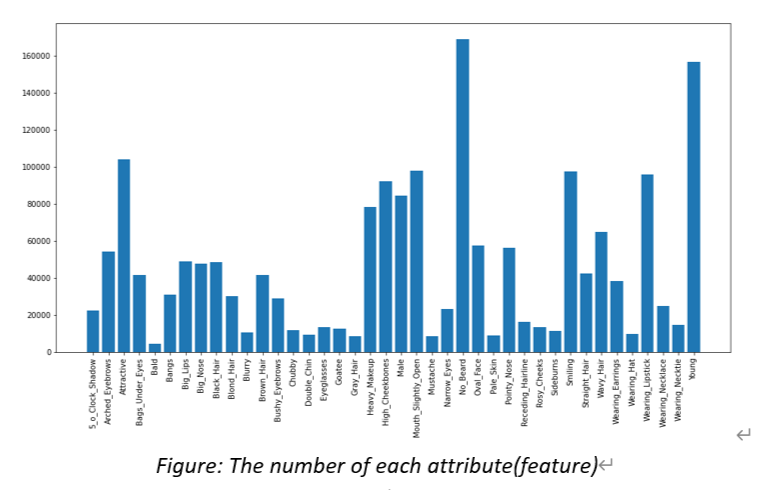 160000
140000
120000
100000
80000
60000
40000
20000
0
5_o_Clock_Shadow
Arched_Eyebrows
Attractive
Bags_Under_Eyes
Bald
Bangs
Big_Lips
Big_Nose
Black_Hair
Blond_Hair
Blurry
Brown_Hair
Bushy_Eyebrows
Chubby
Double_Chin
Eyeglasses
Goatee
Gray_Hair
Heavy_Makeup
High_Cheekbones
Male
Mouth_Slightly_Open
Mustache
Narrow_Eyes
No_Beard
Oval_Face
Pale_Skin
Pointy_Nose
Receding_Hairline
Rosy_Cheeks
Sideburns
Smiling
Straight_Hair
Wavy_Hair
Wearing_Earrings
Wearing_Hat
Wearing_Lipstick
Wearing_Necklace
Wearing_Necktie
Young
Figure: The number of each attribute(feature)